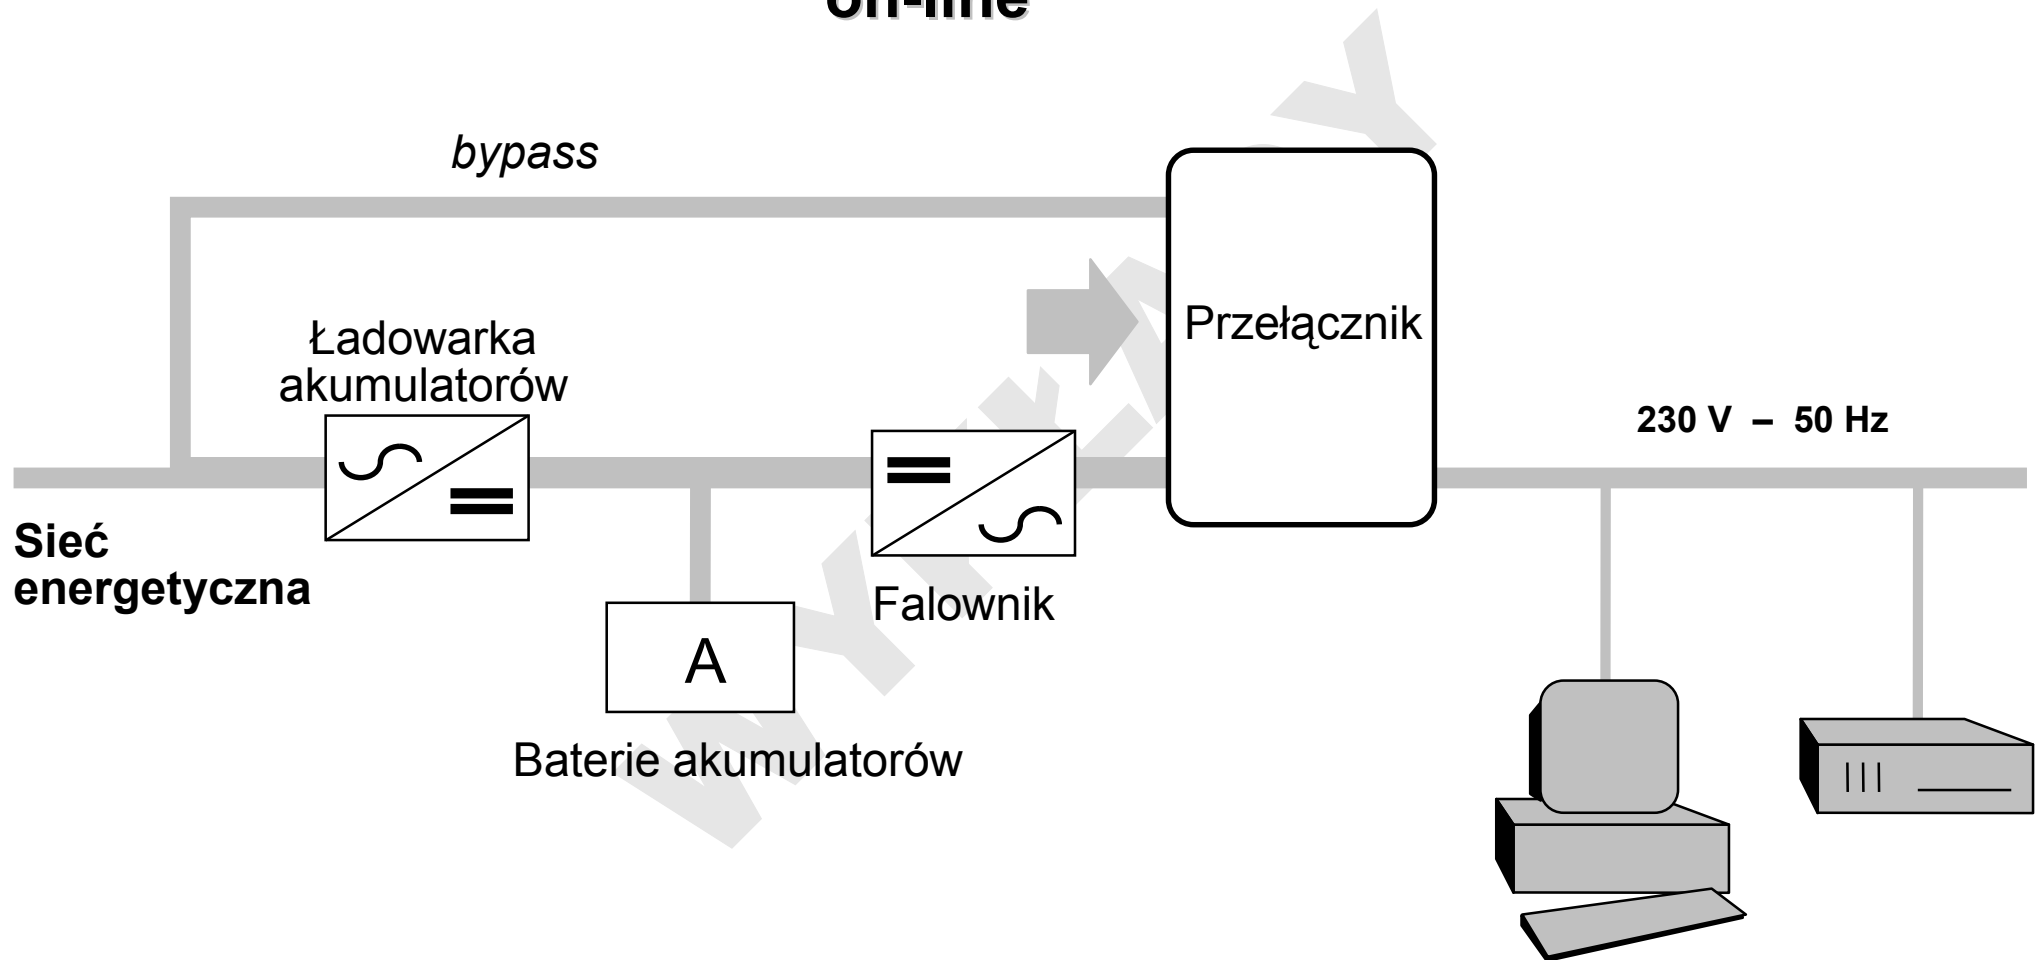 on-line
bypass
Ładowarka
akumulatorów
Przełącznik
230 V – 50 Hz
Sieć
energetyczna
Falownik
A
Baterie akumulatorów